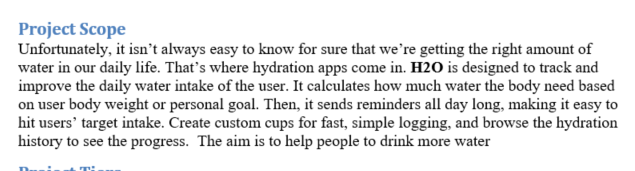 Project Scope
Unfortunately, it isn't always easy to know for sure that we're getting the right amount of
water in our daily life. That's where hydration apps come in. H2O is designed to track and
improve the daily water intake of the user. It calculates how much water the body need based
on user body weight or personal goal. Then, it sends reminders all day long, making it easy to
hit users' target intake. Create custom cups for fast, simple logging, and browse the hydration
history to see the progress.  The aim is to help people to drink more water